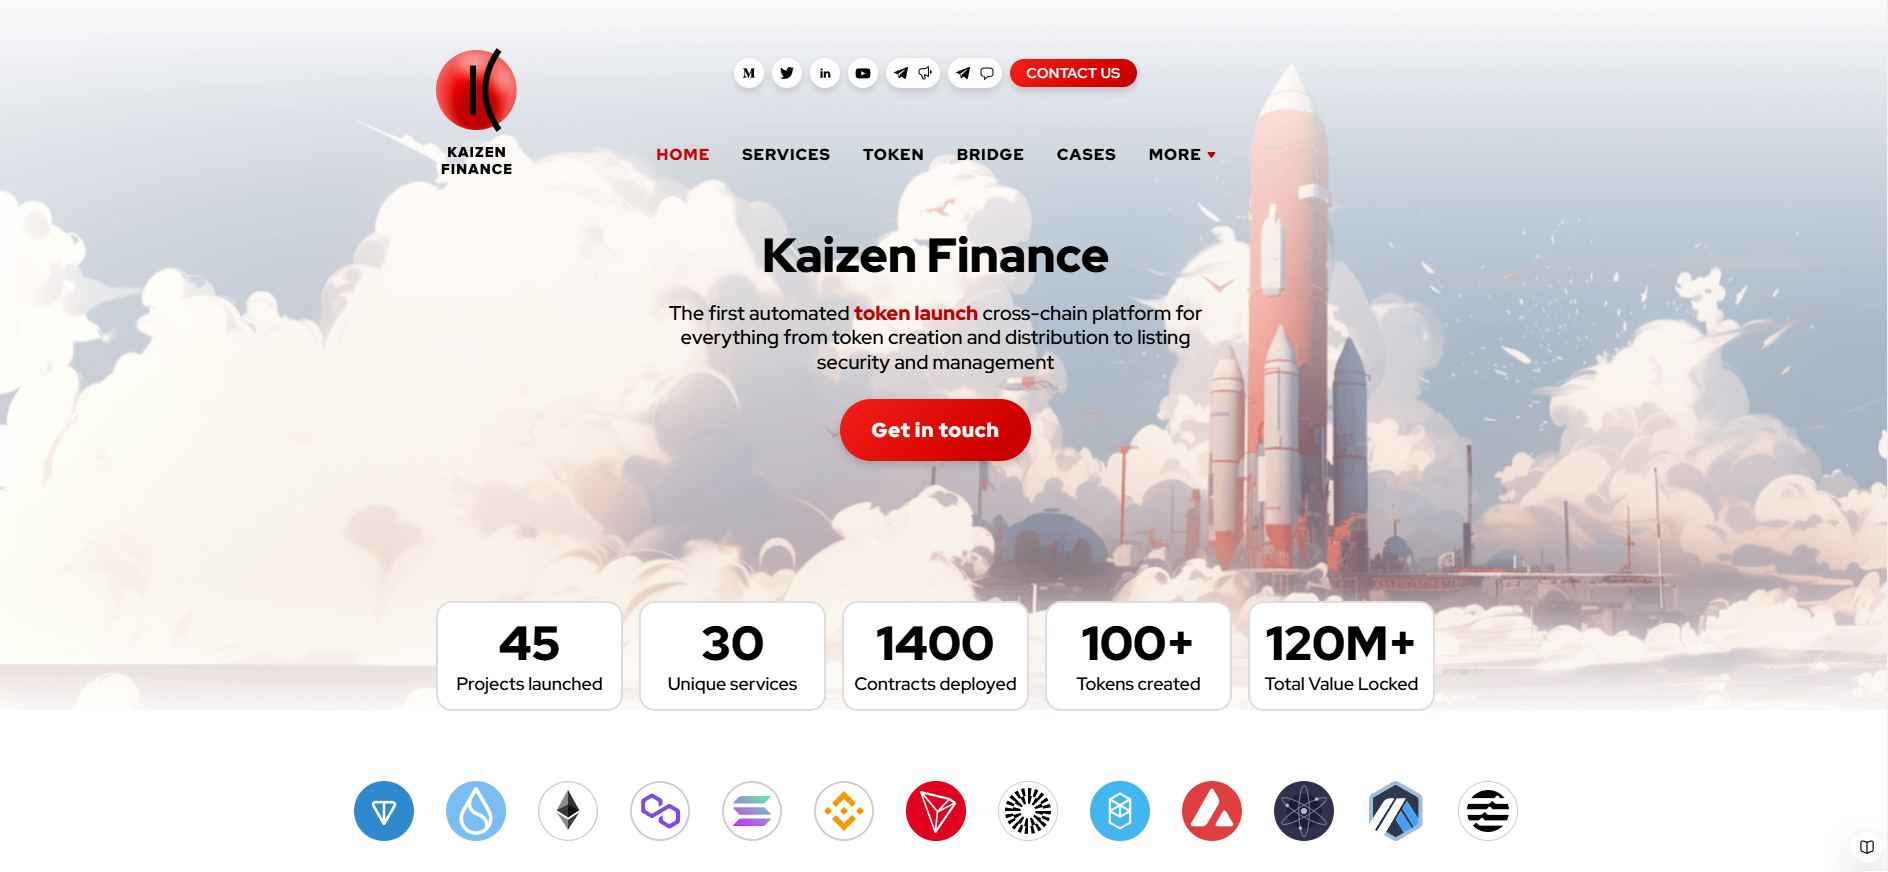 KAIZEN
FINANCE
CONTACT US
HOME SERVICES TOKEN BRIDGE CASES MORE
Kaizen Finance
The first automated token launch cross-chain platform for
everything from token creation and distribution to listing
security and management
Get in touch
45
Projects launched
30
Unique services
1400
Contracts deployed
100+
Tokens created
120M+
Total Value Locked